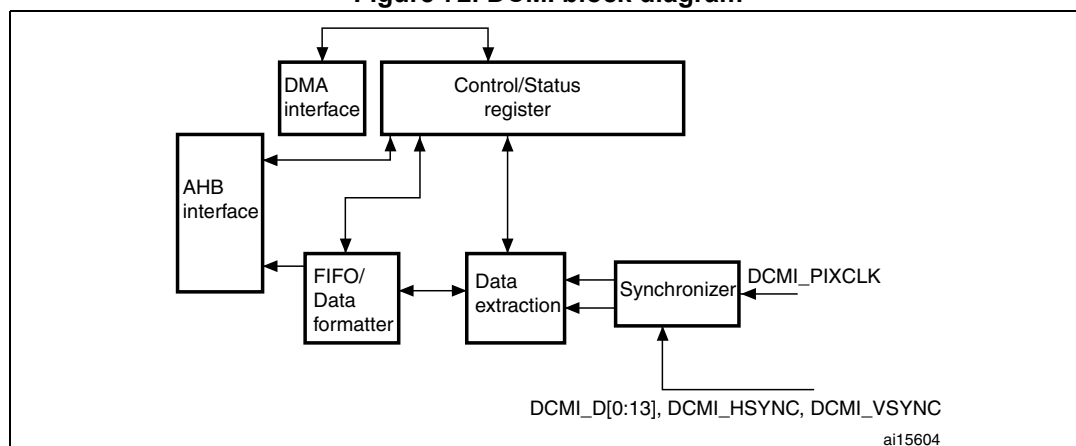 Figure 72. DCMI block diagram
DMA
interface
Control/Status
register
AHB
interface
FIFO/
Data
formatter
Data
extraction
Synchronizer
DCMI_PIXCLK
DCMI_D[0:13], DCMI_HSYNC, DCMI_VSYNC
ai15604